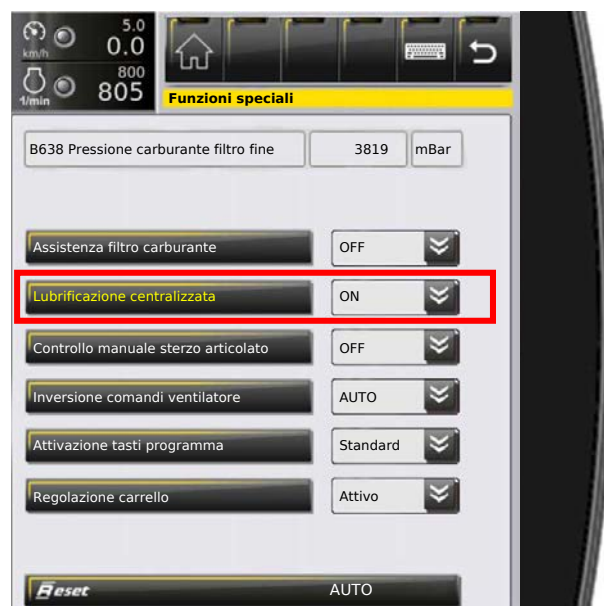 5.0
km/h 0.0
800
1/min 805
Funzioni speciali
B638 Pressione carburante filtro fine 3819 mBar
Assistenza filtro carburante OFF
Lubrificazione centralizzata ON
Controllo manuale sterzo articolato OFF
Inversione comandi ventilatore AUTO
Attivazione tasti programma Standard
Regolazione carrello Attivo
Reset AUTO